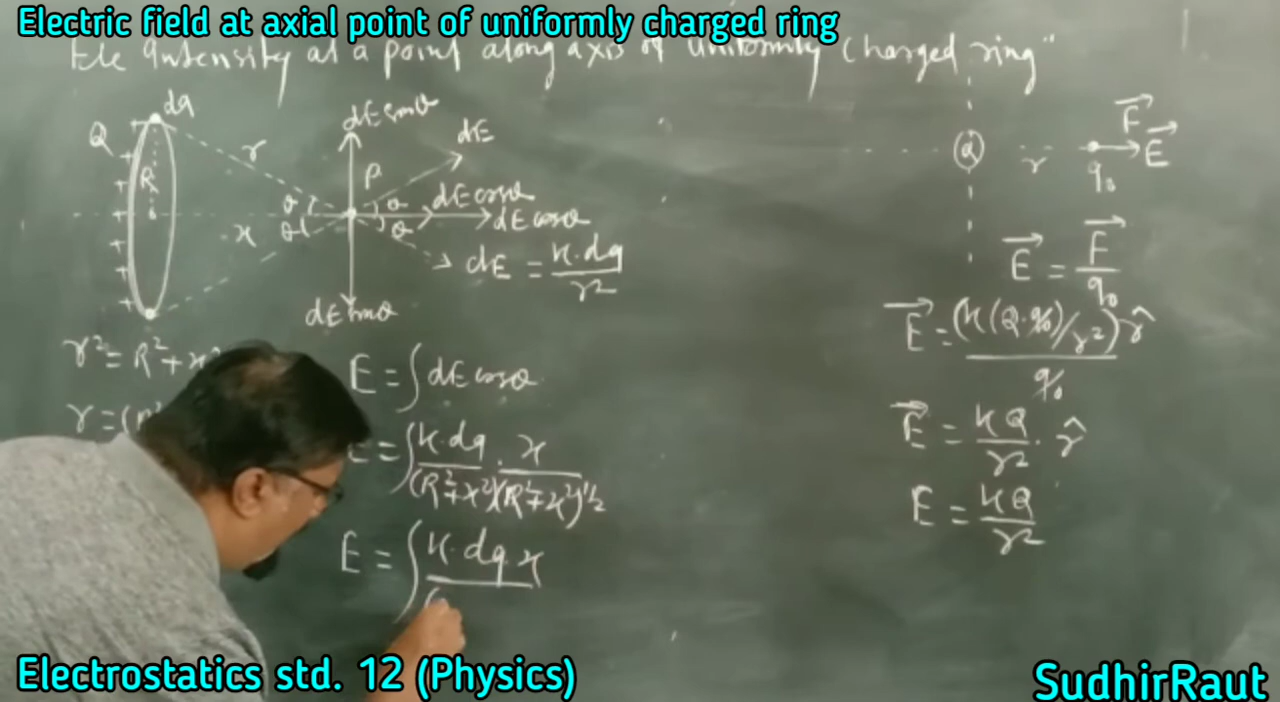 Electric field at axial point of uniformly charged ring
Ele Intensity at a point along axis of uniformly charged ring"
dq
Q
R
r
x
θ
θ
dE sinθ
P
dE
θ
θ
dE cosθ
dE cosθ
dE = K.dq/r²
dE sinθ
r² = R² + x²
r = (R²
E = ∫ dE cosθ
E = ∫ K.dq/(R²+x²) . x/(R²+x²)^1/2
E = ∫ K.dq.x
(
Q
r
F⃗
E⃗
q₀
E⃗ = F⃗/q₀
E⃗ = (K(Q.q₀)/r²) r̂/q₀
E⃗ = KQ/r² . r̂
E = KQ/r²
Electrostatics std. 12 (Physics)
SudhirRaut